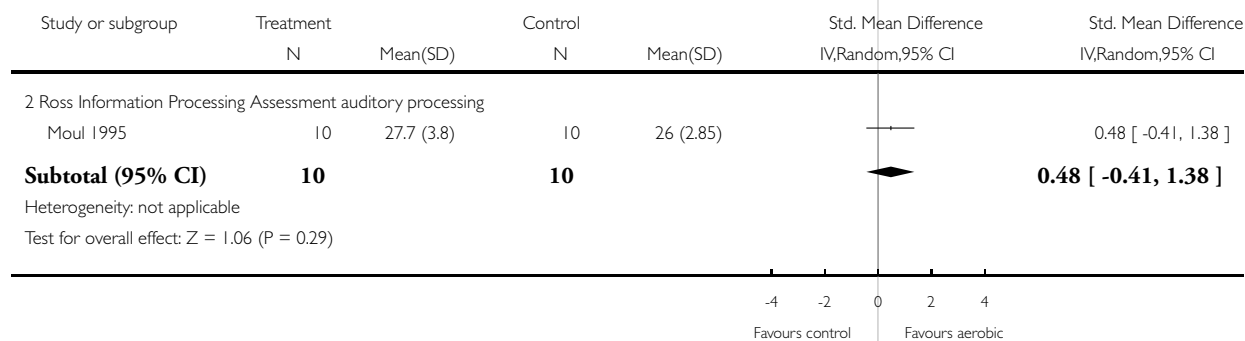 Study or subgroup Treatment Control Std. Mean Difference Std. Mean Difference
N Mean(SD) N Mean(SD) IV,Random,95% CI IV,Random,95% CI
2 Ross Information Processing Assessment auditory processing
Moul 1995 10 27.7 (3.8) 10 26 (2.85) 0.48 [ -0.41, 1.38 ]
Subtotal (95% CI) 10 10 0.48 [ -0.41, 1.38 ]
Heterogeneity: not applicable
Test for overall effect: Z = 1.06 (P = 0.29)
-4 -2 0 2 4
Favours control Favours aerobic